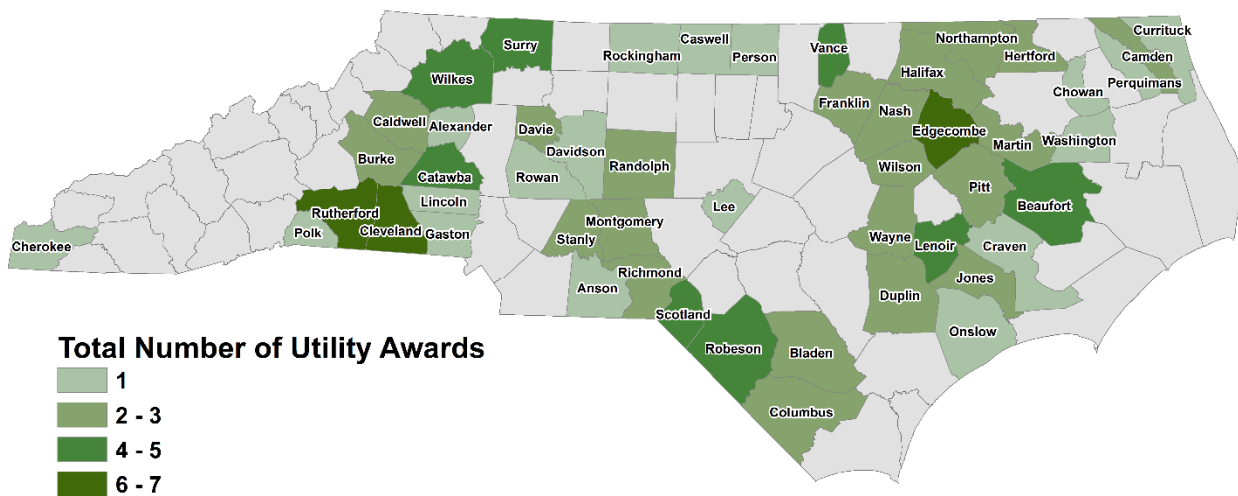 Surry
Wilkes
Rockingham
Caswell
Person
Vance
Northampton
Hertford
Halifax
Currituck
Camden
Perquimans
Chowan
Franklin
Nash
Edgecombe
Martin
Washington
Caldwell
Alexander
Davie
Davidson
Burke
Catawba
Rowan
Randolph
Wilson
Pitt
Beaufort
Lincoln
Rutherford
Cleveland
Polk
Gaston
Cherokee
Lee
Montgomery
Stanly
Wayne
Lenoir
Craven
Richmond
Anson
Jones
Duplin
Scotland
Onslow
Robeson
Bladen
Columbus
Total Number of Utility Awards
1
2 - 3
4 - 5
6 - 7